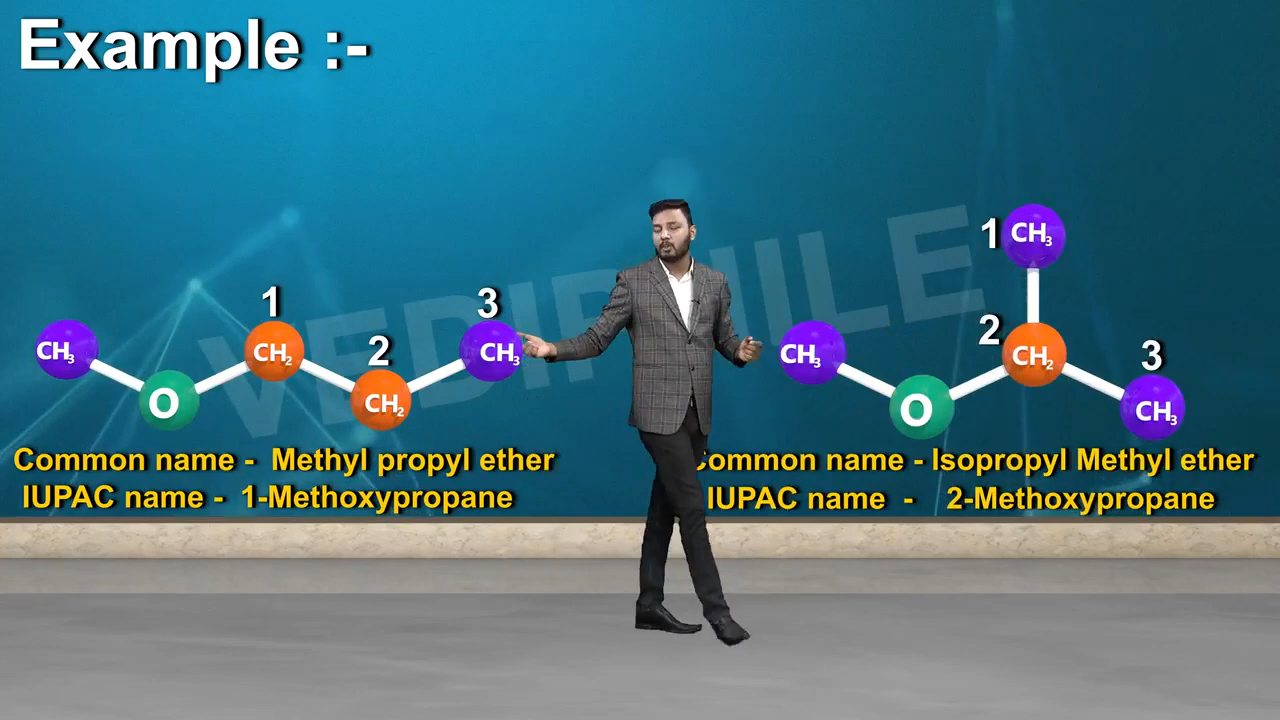 Example :-
VEDIPHILE
1
2
3
CH₃
O
CH₂
CH₂
CH₃
Common name - Methyl propyl ether
IUPAC name - 1-Methoxypropane
1
2
3
CH₃
CH₃
O
CH₂
CH₃
Common name - Isopropyl Methyl ether
IUPAC name - 2-Methoxypropane